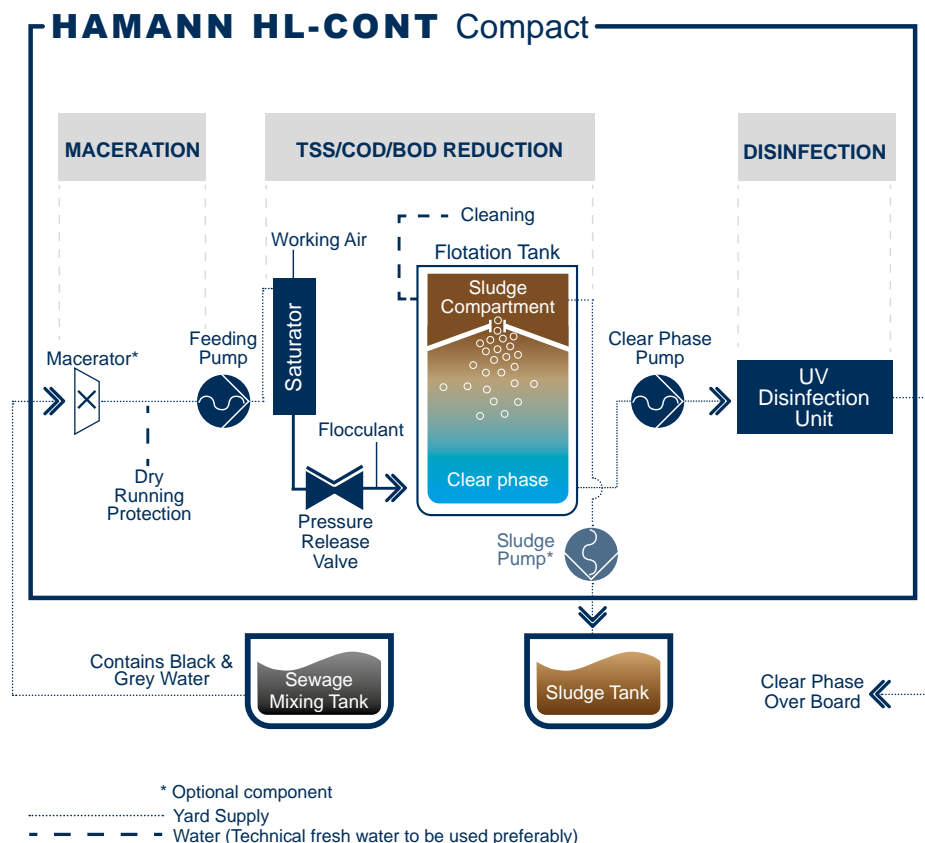 HAMANN HL-CONT Compact
MACERATION
TSS/COD/BOD REDUCTION
DISINFECTION
Cleaning
Working Air
Flotation Tank
Sludge
Compartment
Saturator
Feeding
Pump
Macerator*
Clear Phase
Pump
UV
Disinfection
Unit
Flocculant
Clear phase
Dry
Running
Protection
Pressure
Release
Valve
Sludge
Pump*
Contains Black &
Grey Water
Sewage
Mixing Tank
Sludge Tank
Clear Phase
Over Board
* Optional component
Yard Supply
Water (Technical fresh water to be used preferably)